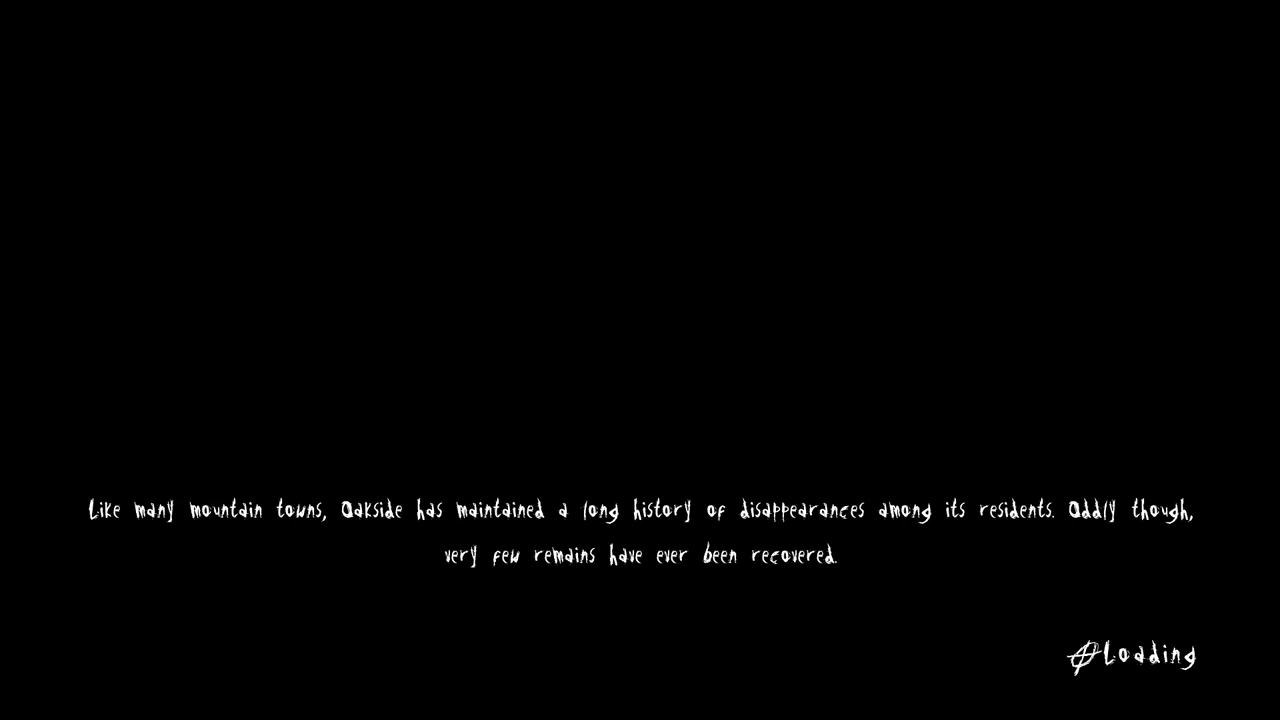 Like many mountain towns, Oakside has maintained a long history of disappearances among its residents. Oddly though,
very few remains have ever been recovered.
Loading